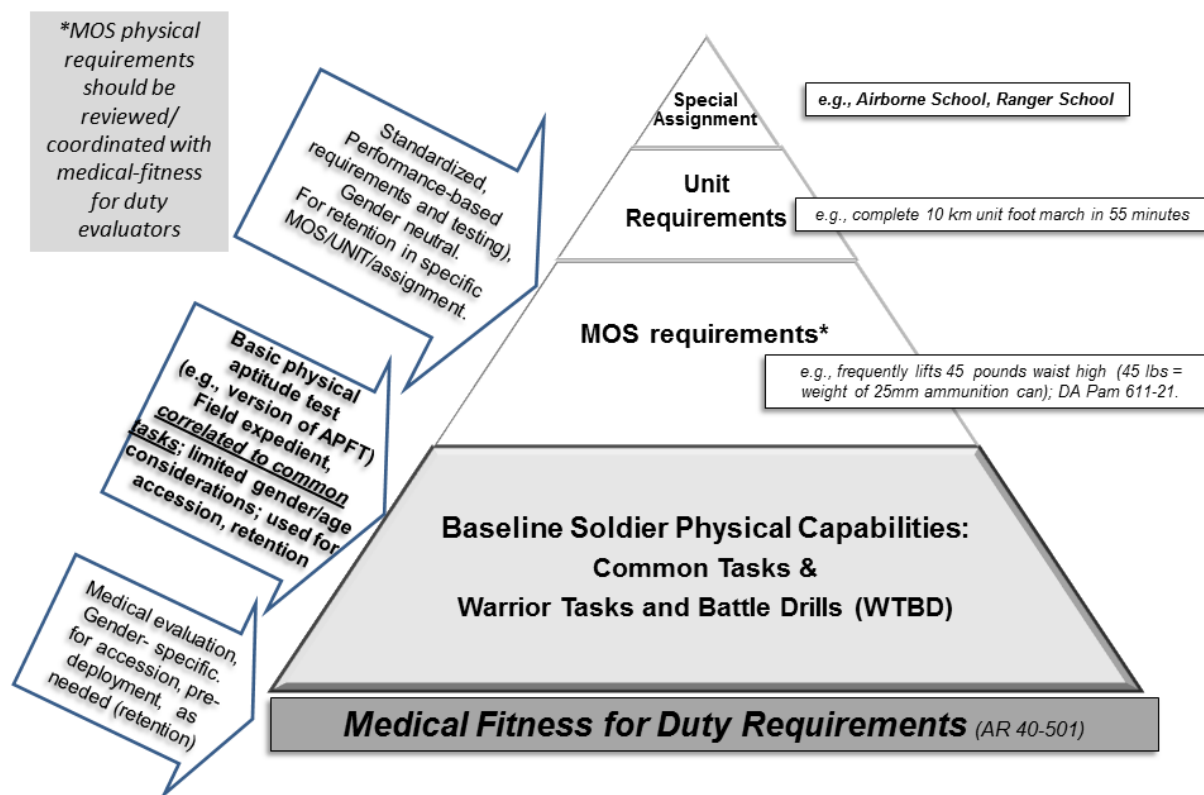 *MOS physical
requirements
should be
reviewed/
coordinated with
medical-fitness
for duty
evaluators
Standardized,
Performance-based
requirements and testing),
Gender neutral.
For retention in specific
MOS/UNIT/assignment.
Basic physical
aptitude test
(e.g., version of APFT)
Field expedient,
correlated to common
tasks; limited gender/age
considerations; used for
accession, retention
Medical evaluation,
Gender- specific.
for accession, pre-
deployment, as
needed (retention)
Special
Assignment
e.g., Airborne School, Ranger School
Unit
Requirements
e.g., complete 10 km unit foot march in 55 minutes
MOS requirements*
e.g., frequently lifts 45 pounds waist high (45 lbs =
weight of 25mm ammunition can); DA Pam 611-21.
Baseline Soldier Physical Capabilities:
Common Tasks &
Warrior Tasks and Battle Drills (WTBD)
Medical Fitness for Duty Requirements (AR 40-501)